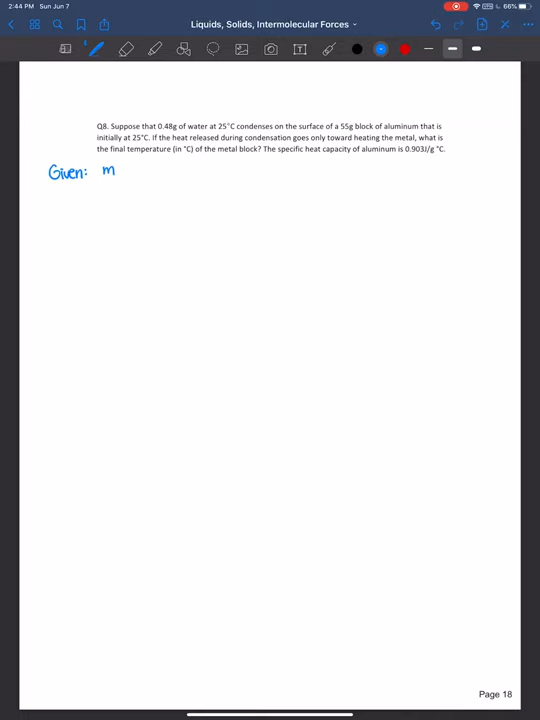 2:44 PM Sun Jun 7
66%
Liquids, Solids, Intermolecular Forces
Q8. Suppose that 0.48g of water at 25°C condenses on the surface of a 55g block of aluminum that is
initially at 25°C. If the heat released during condensation goes only toward heating the metal, what is
the final temperature (in °C) of the metal block? The specific heat capacity of aluminum is 0.903J/g °C.
Given: m
Page 18